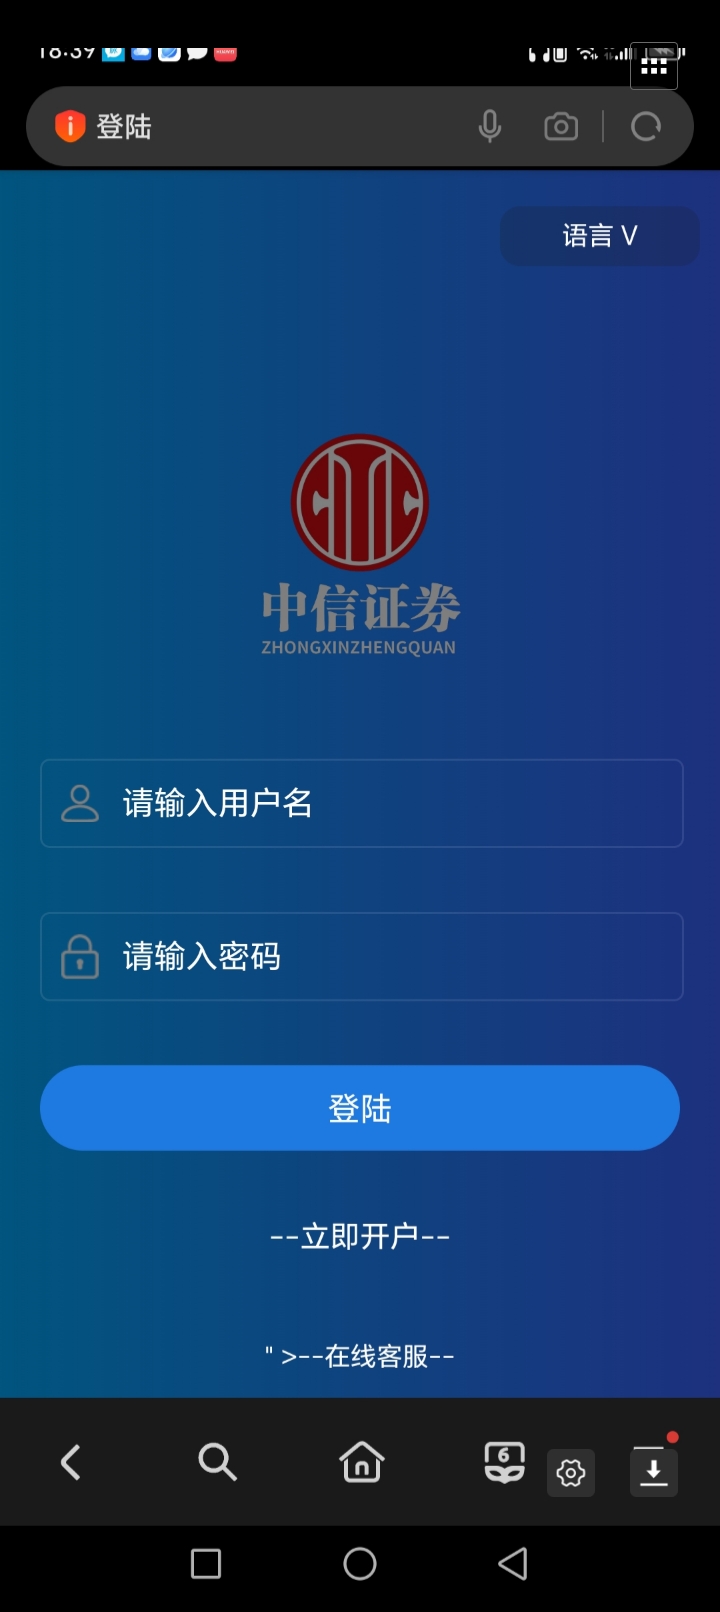 18:39
登陆
语言 V
中信证券
ZHONGXINZHENGQUAN
请输入用户名
请输入密码
登陆
--立即开户--
" >--在线客服--
6